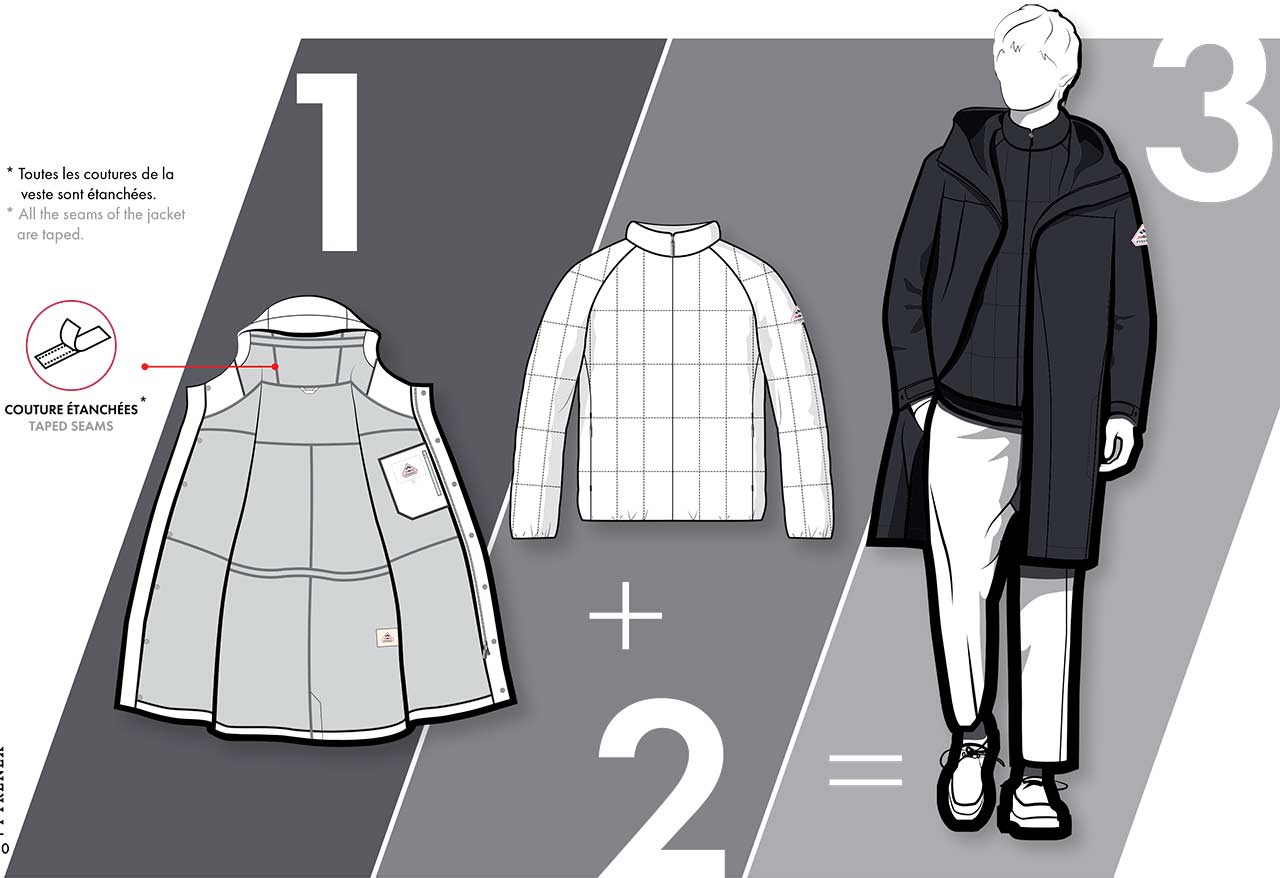 1
3
* Toutes les coutures de la
veste sont étanchées.
* All the seams of the jacket
are taped.
COUTURE ÉTANCHÉES*
TAPED SEAMS
+
2
=
0